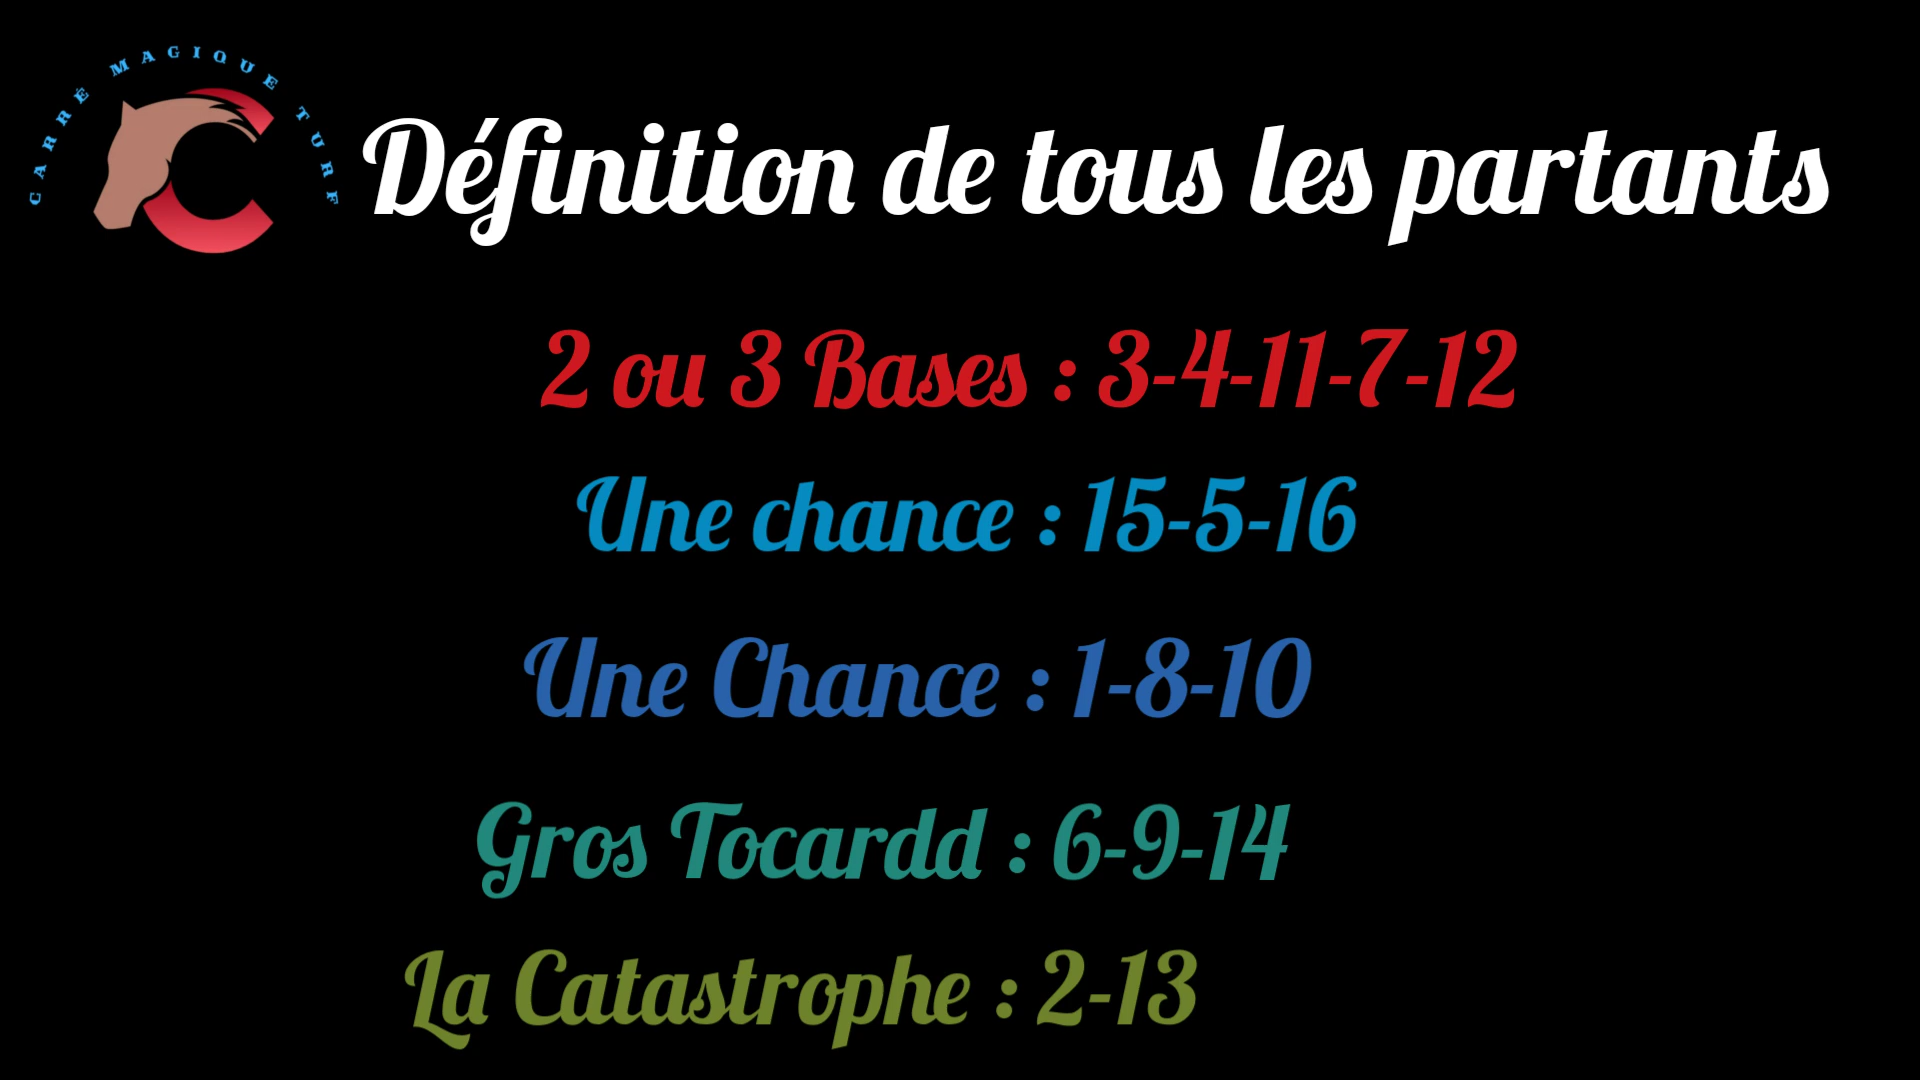 CARRÉ MAGIQUE TURF
Définition de tous les partants
2 ou 3 Bases : 3-4-11-7-12
Une chance : 15-5-16
Une Chance : 1-8-10
Gros Tocardd : 6-9-14
La Catastrophe : 2-13